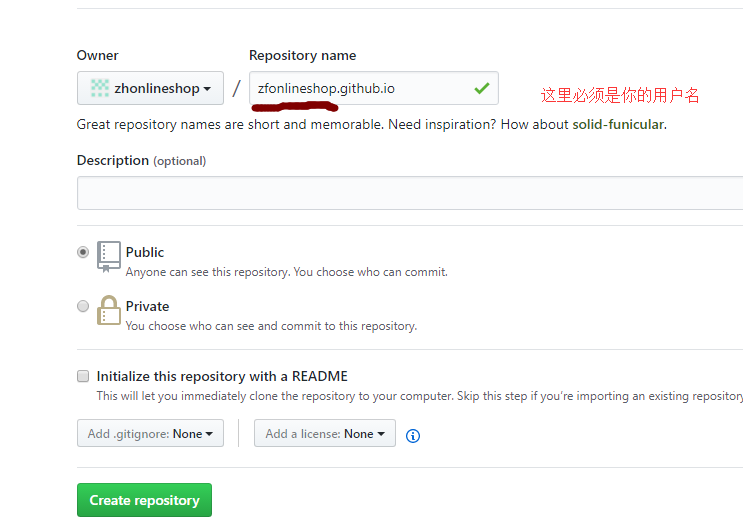 Owner Repository name
zhonlineshop / zfonlineshop.github.io 这里必须是你的用户名
Great repository names are short and memorable. Need inspiration? How about solid-funicular.
Description (optional)
Public
Anyone can see this repository. You choose who can commit.
Private
You choose who can see and commit to this repository.
Initialize this repository with a README
This will let you immediately clone the repository to your computer. Skip this step if you’re importing an existing repository
Add .gitignore: None Add a license: None
Create repository